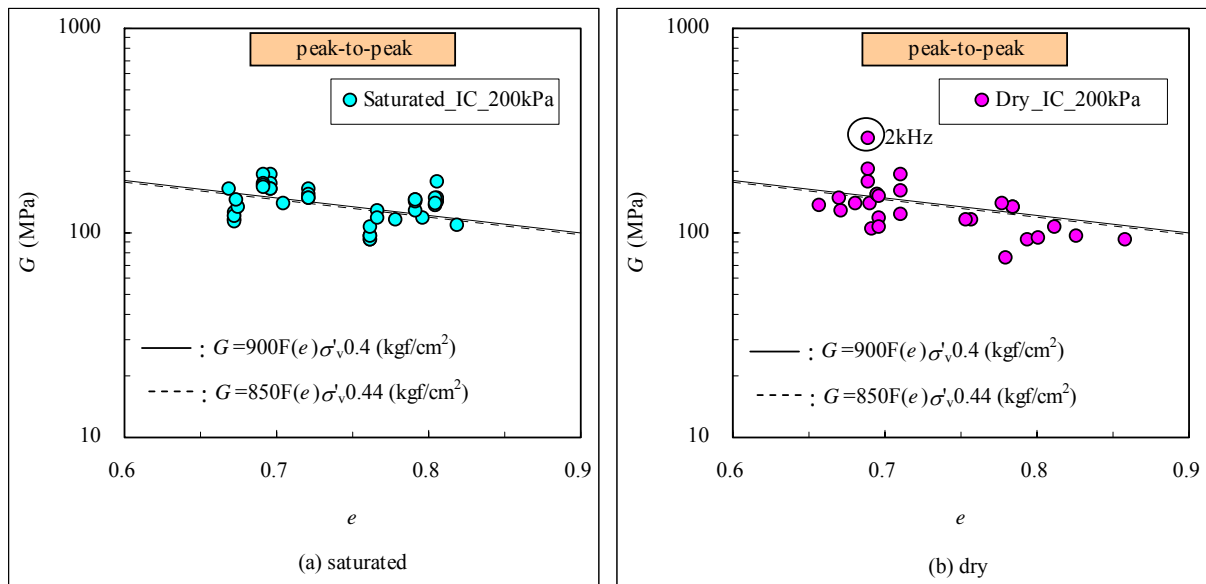 1000
100
10
G (MPa)
peak-to-peak
Saturated_IC_200kPa
: G=900F(e)σ'v0.4 (kgf/cm²)
: G=850F(e)σ'v0.44 (kgf/cm²)
0.6 0.7 0.8 0.9
e
(a) saturated
1000
100
10
G (MPa)
peak-to-peak
Dry_IC_200kPa
2kHz
: G=900F(e)σ'v0.4 (kgf/cm²)
: G=850F(e)σ'v0.44 (kgf/cm²)
0.6 0.7 0.8 0.9
e
(b) dry